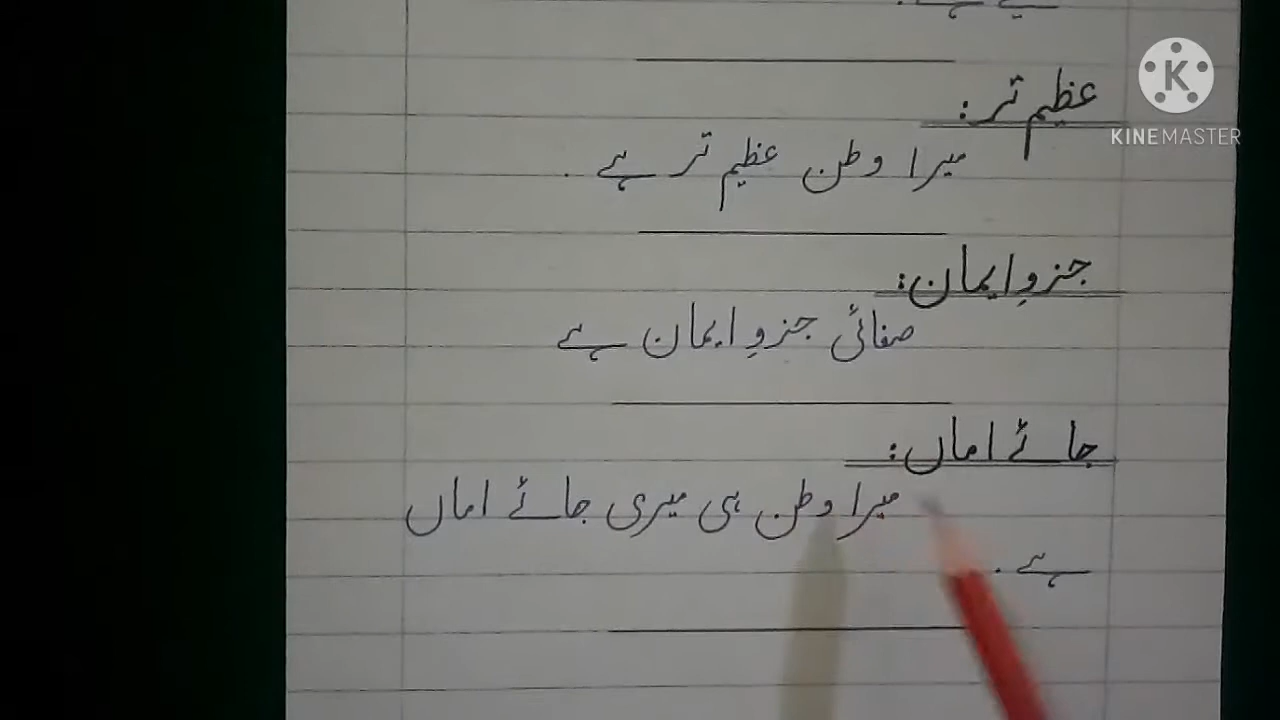 عظیم تر:
میرا وطن عظیم تر ہے.
جزوِ ایمان:
صفائی جزوِ ایمان ہے
جائے اماں:
میرا وطن ہی میری جائے اماں
ہے.
K
KINEMASTER